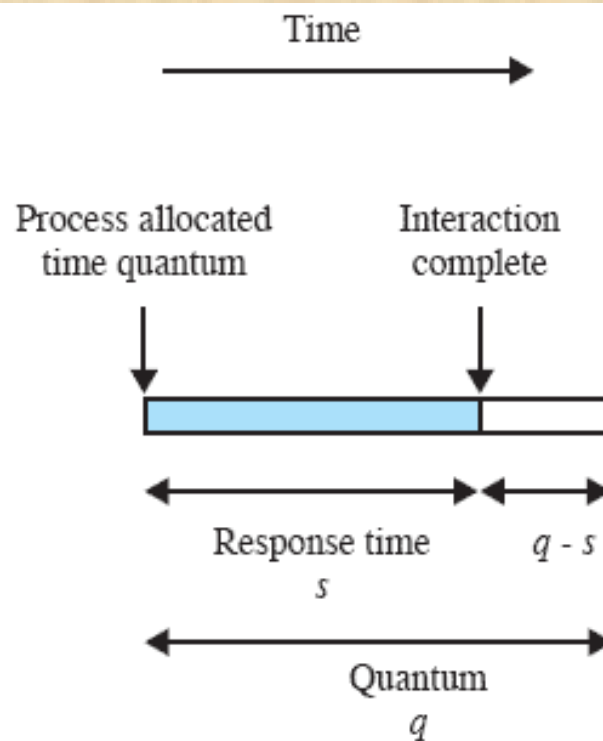 Time
Process allocated
time quantum
Interaction
complete
Response time
s
q - s
Quantum
q